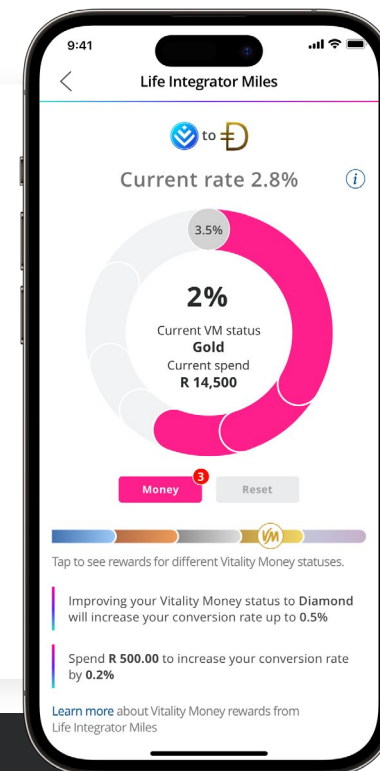 9:41
Life Integrator Miles
to
Current rate 2.8%
i
3.5%
2%
Current VM status
Gold
Current spend
R 14,500
3
Money
Reset
VM
Tap to see rewards for different Vitality Money statuses.
Improving your Vitality Money status to Diamond
will increase your conversion rate up to 0.5%
Spend R 500.00 to increase your conversion rate
by 0.2%
Learn more about Vitality Money rewards from
Life Integrator Miles